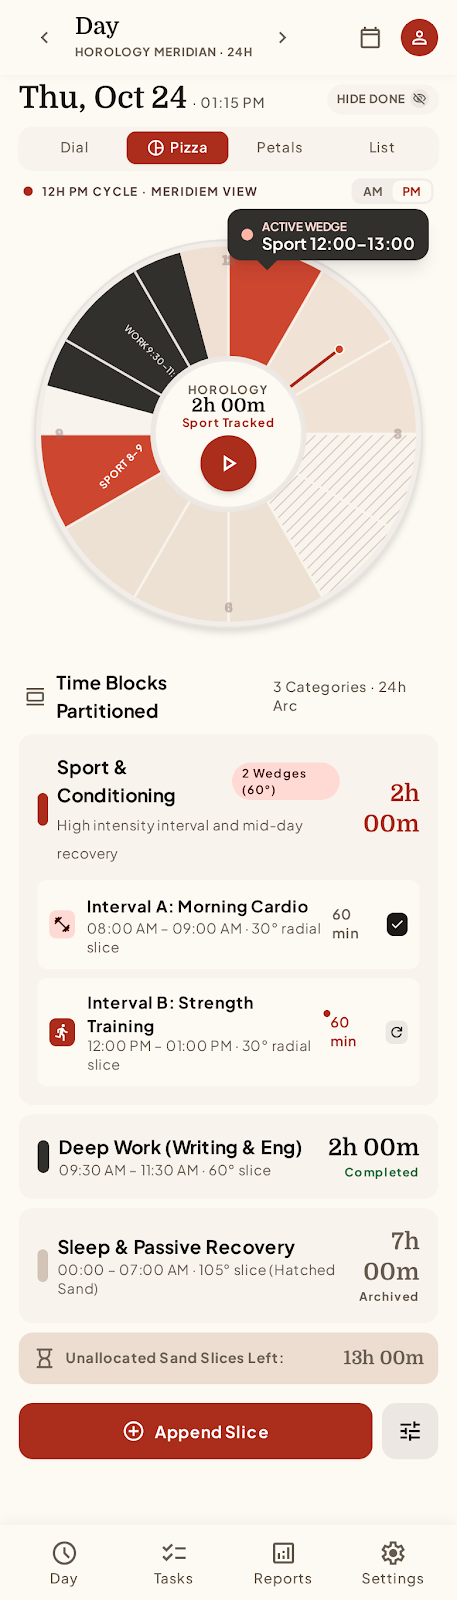 Day
HOROLOGY MERIDIAN · 24H
Thu, Oct 24 · 01:15 PM
HIDE DONE
Dial
Pizza
Petals
List
12H PM CYCLE · MERIDIEM VIEW
AM
PM
ACTIVE WEDGE
Sport 12:00–13:00
WORK 9:30–11:
HOROLOGY
2h 00m
Sport Tracked
9
3
SPORT 8–9
6
Time Blocks
Partitioned
3 Categories · 24h
Arc
Sport &
Conditioning
2 Wedges
(60°)
2h
00m
High intensity interval and mid-day
recovery
Interval A: Morning Cardio
08:00 AM – 09:00 AM · 30° radial
slice
60
min
Interval B: Strength
Training
12:00 PM – 01:00 PM · 30° radial
slice
60
min
Deep Work (Writing & Eng)
09:30 AM – 11:30 AM · 60° slice
2h 00m
Completed
Sleep & Passive Recovery
00:00 – 07:00 AM · 105° slice (Hatched
Sand)
7h
00m
Archived
Unallocated Sand Slices Left:
13h 00m
Append Slice
Day
Tasks
Reports
Settings